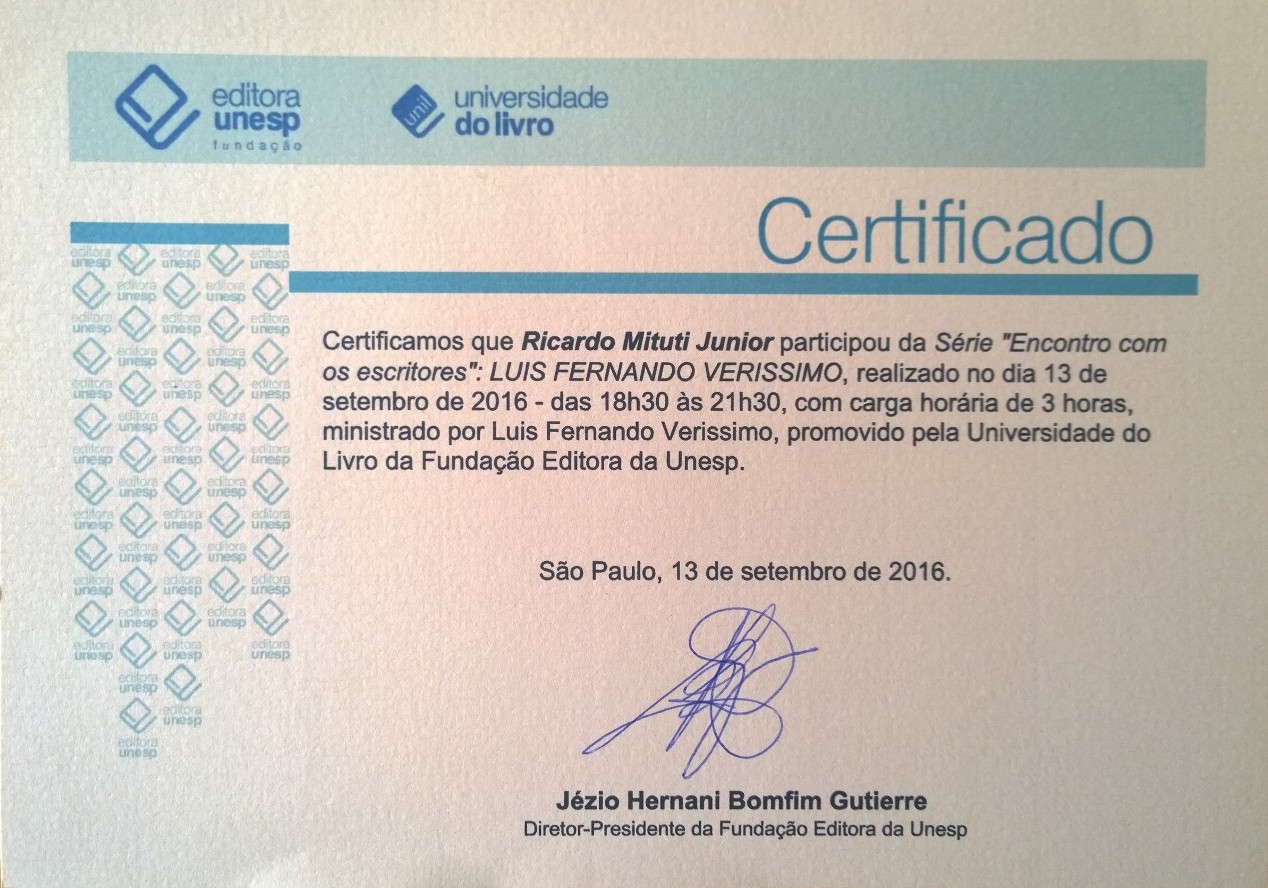 editora
unesp
fundação
unil
universidade
do livro
Certificado
Certificamos que Ricardo Mituti Junior participou da Série "Encontro com
os escritores": LUIS FERNANDO VERISSIMO, realizado no dia 13 de
setembro de 2016 - das 18h30 às 21h30, com carga horária de 3 horas,
ministrado por Luis Fernando Verissimo, promovido pela Universidade do
Livro da Fundação Editora da Unesp.
São Paulo, 13 de setembro de 2016.
Jézio Hernani Bomfim Gutierre
Diretor-Presidente da Fundação Editora da Unesp
editora
unesp